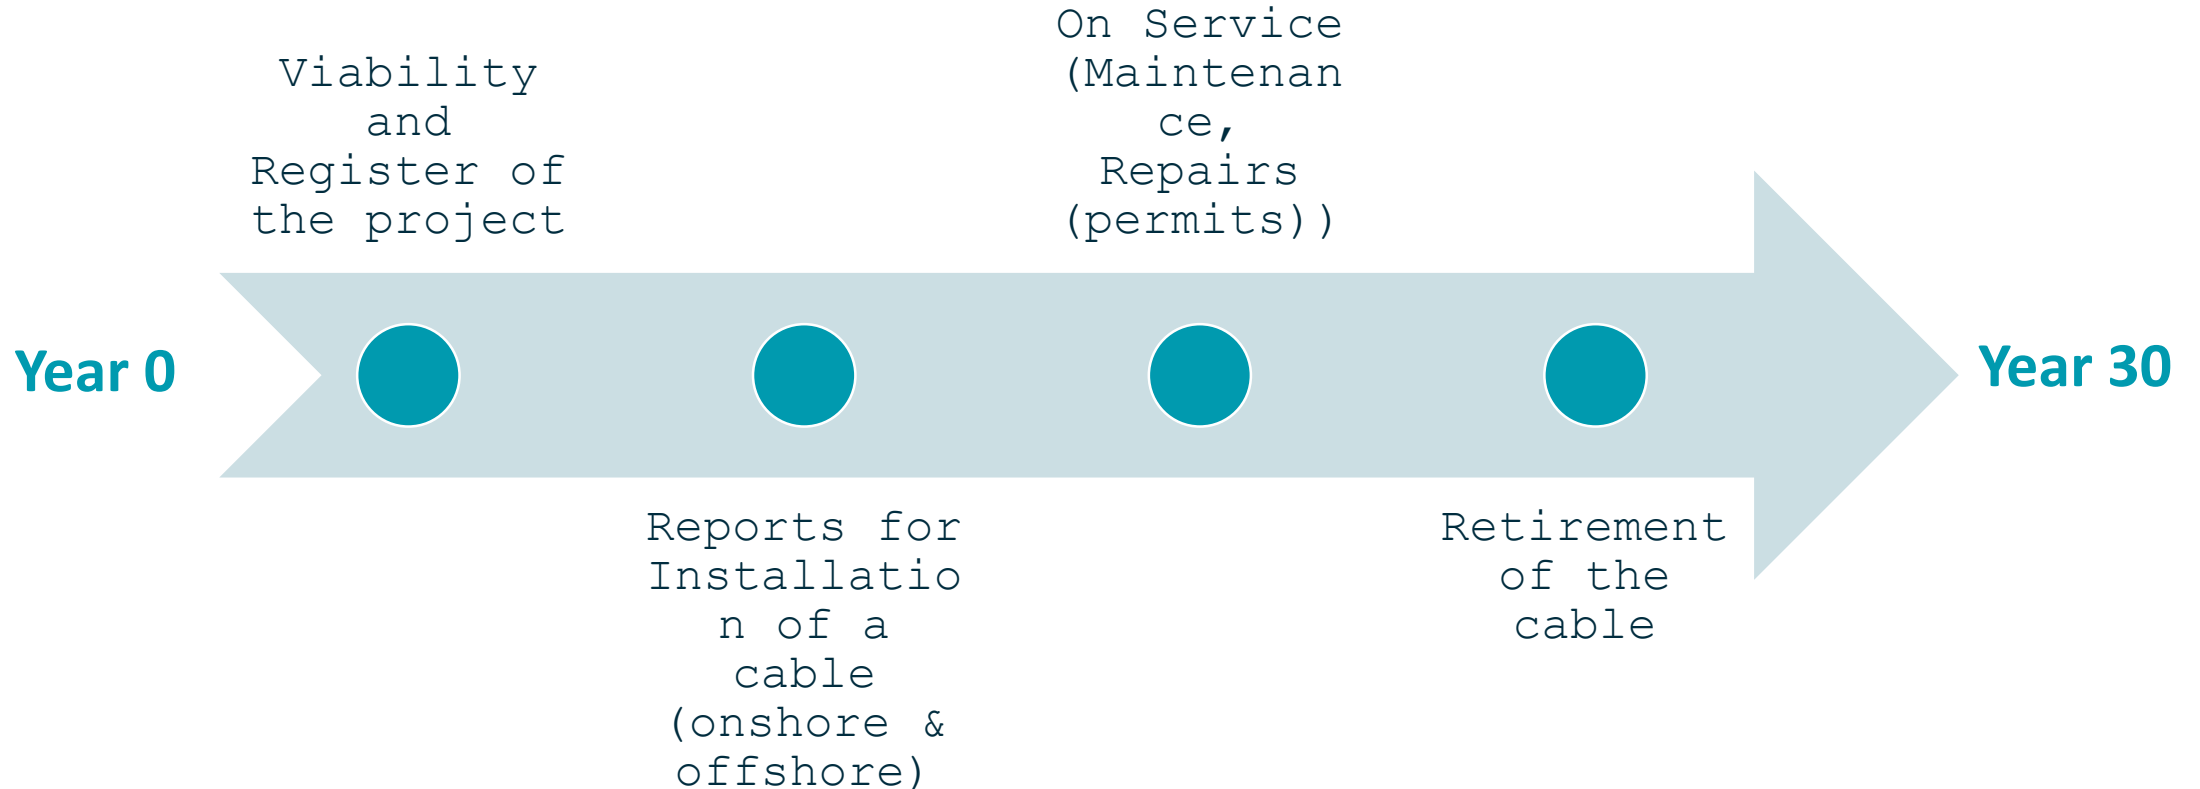 Year 0
Viability
and
Register of
the project
Reports for
Installatio
n of a
cable
(onshore &
offshore)
On Service
(Maintenan
ce,
Repairs
(permits))
Retirement
of the
cable
Year 30